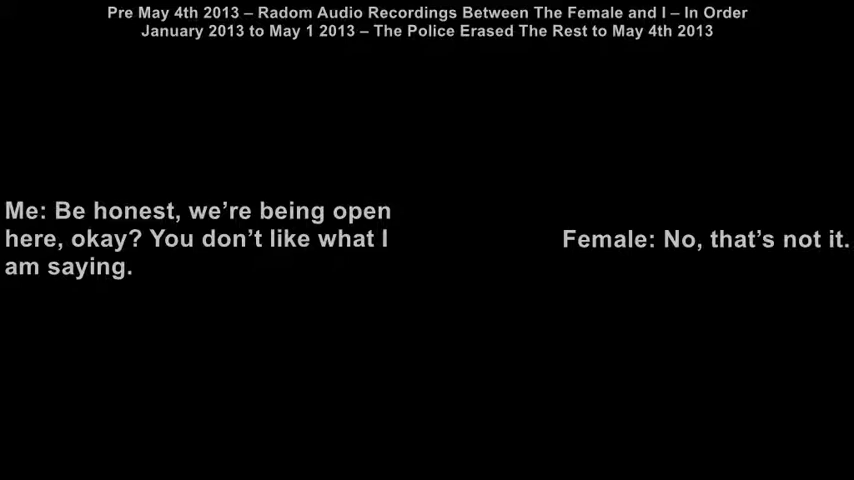 Pre May 4th 2013 – Radom Audio Recordings Between The Female and I – In Order
January 2013 to May 1 2013 – The Police Erased The Rest to May 4th 2013
Me: Be honest, we’re being open
here, okay? You don’t like what I
am saying.
Female: No, that’s not it.